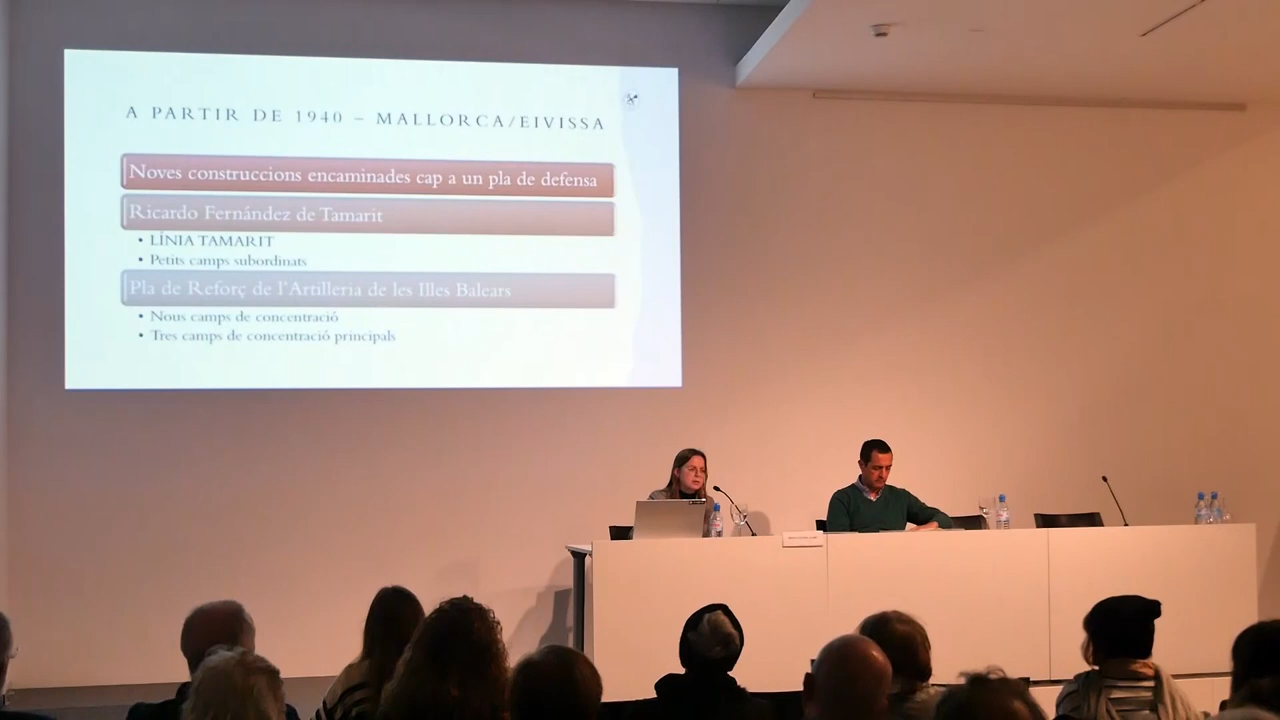 A PARTIR DE 1940 – MALLORCA/EIVISSA
Noves construccions encaminades cap a un pla de defensa
Ricardo Fernández de Tamarit
• LÍNIA TAMARIT
• Petits camps subordinats
Pla de Reforç de l'Artilleria de les Illes Balears
• Nous camps de concentració
• Tres camps de concentració principals